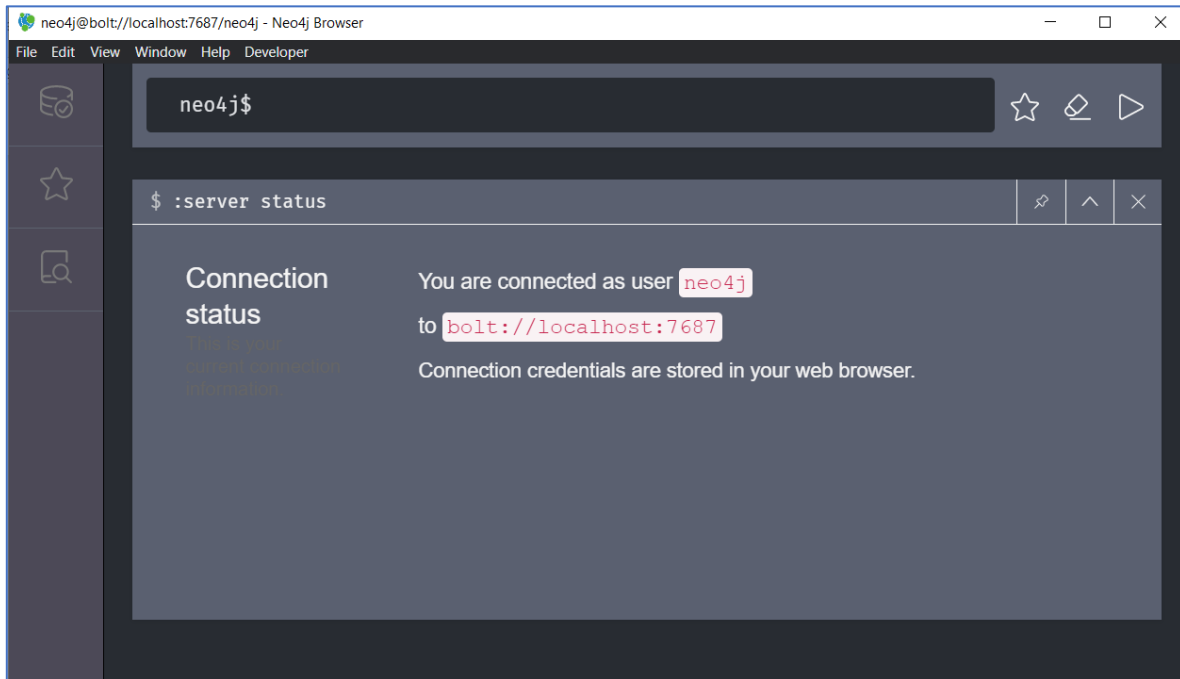 neo4j@bolt://localhost:7687/neo4j - Neo4j Browser
File Edit View Window Help Developer
neo4j$
$ :server status
Connection
status
This is your
current connection
information.
You are connected as user neo4j
to bolt://localhost:7687
Connection credentials are stored in your web browser.